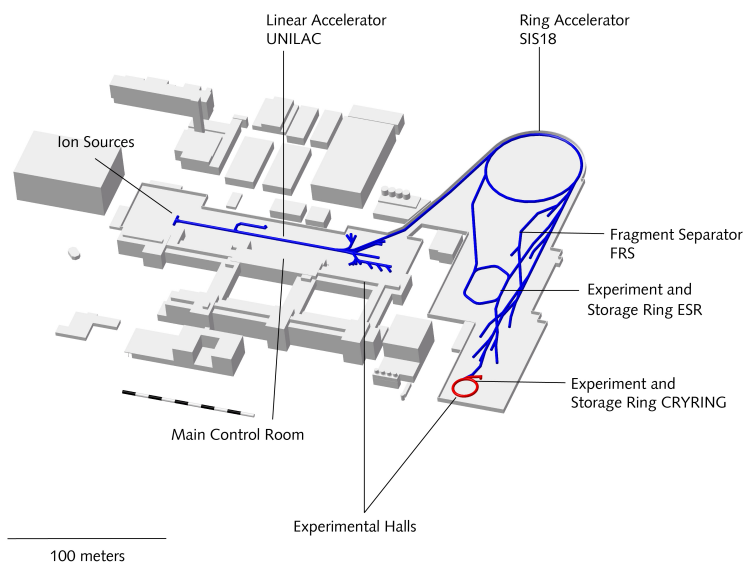 Linear Accelerator
UNILAC
Ring Accelerator
SIS18
Ion Sources
Fragment Separator
FRS
Experiment and
Storage Ring ESR
Experiment and
Storage Ring CRYRING
Main Control Room
Experimental Halls
100 meters